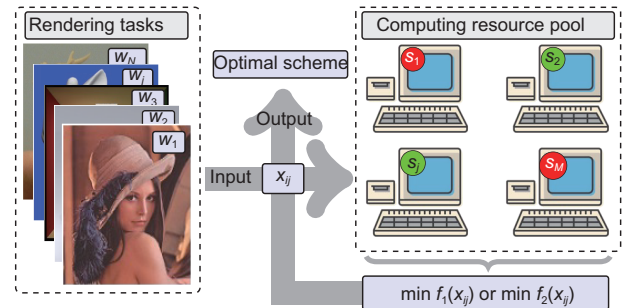 Rendering tasks
w_N
w_j
w_3
w_2
w_1
Input
x_ij
Output
Optimal scheme
Computing resource pool
s_1
s_2
s_j
s_M
min f_1(x_ij) or min f_2(x_ij)